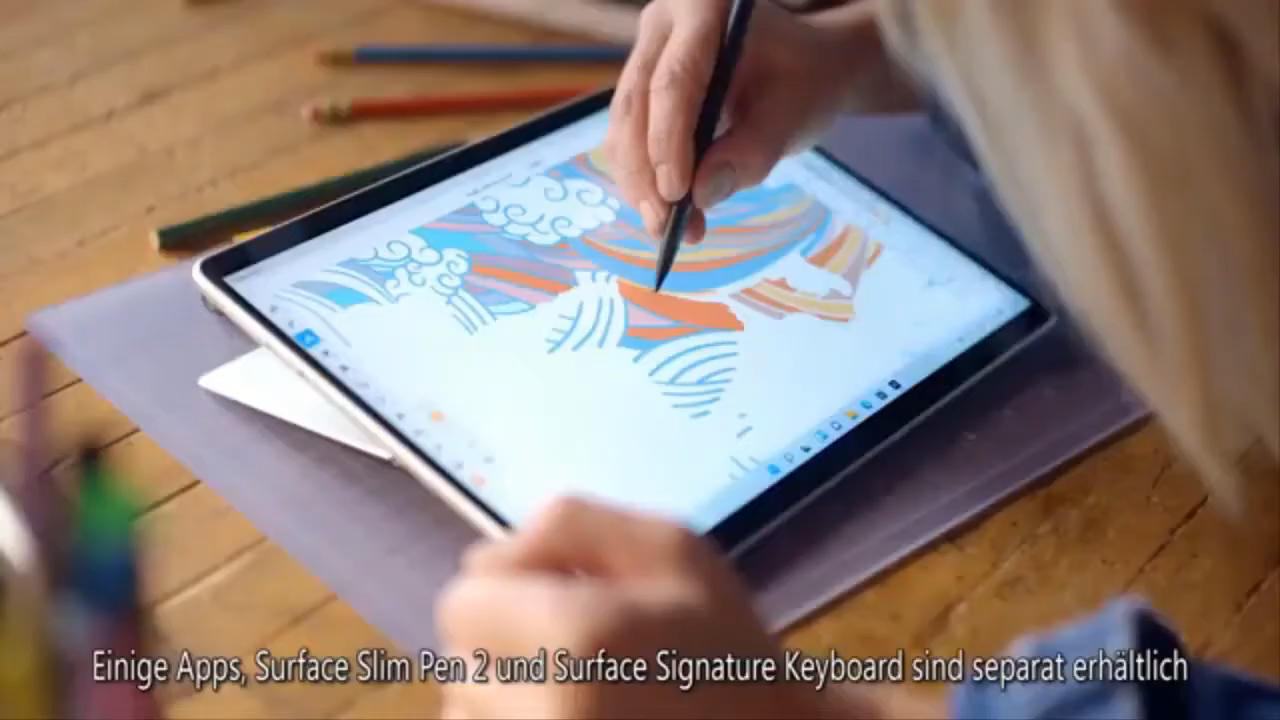 Einige Apps, Surface Slim Pen 2 und Surface Signature Keyboard sind separat erhältlich